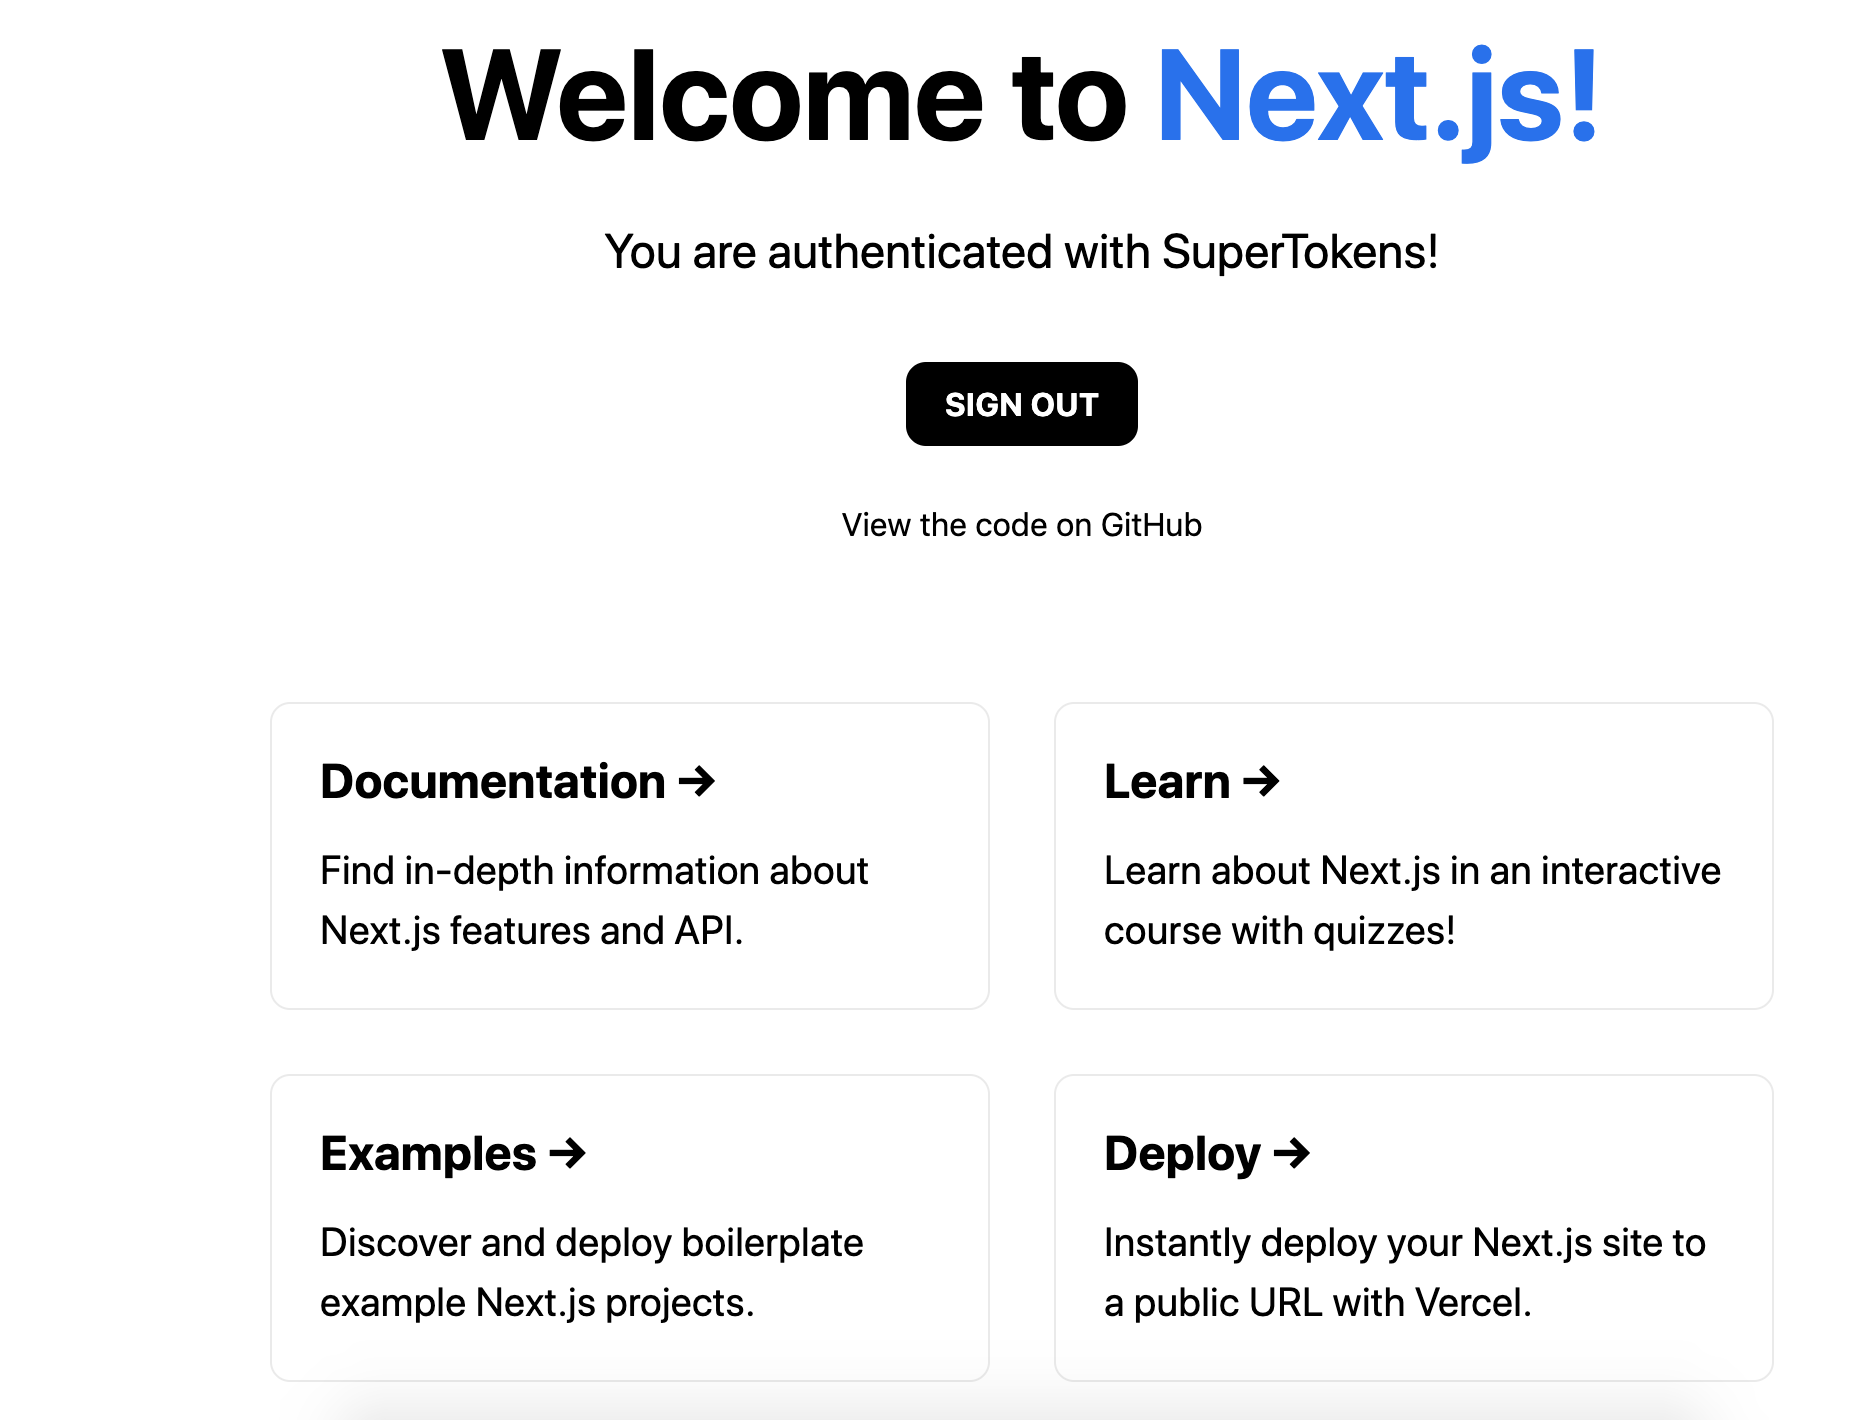 Welcome to Next.js!
You are authenticated with SuperTokens!
SIGN OUT
View the code on GitHub
Documentation →
Find in-depth information about
Next.js features and API.
Learn →
Learn about Next.js in an interactive
course with quizzes!
Examples →
Discover and deploy boilerplate
example Next.js projects.
Deploy →
Instantly deploy your Next.js site to
a public URL with Vercel.